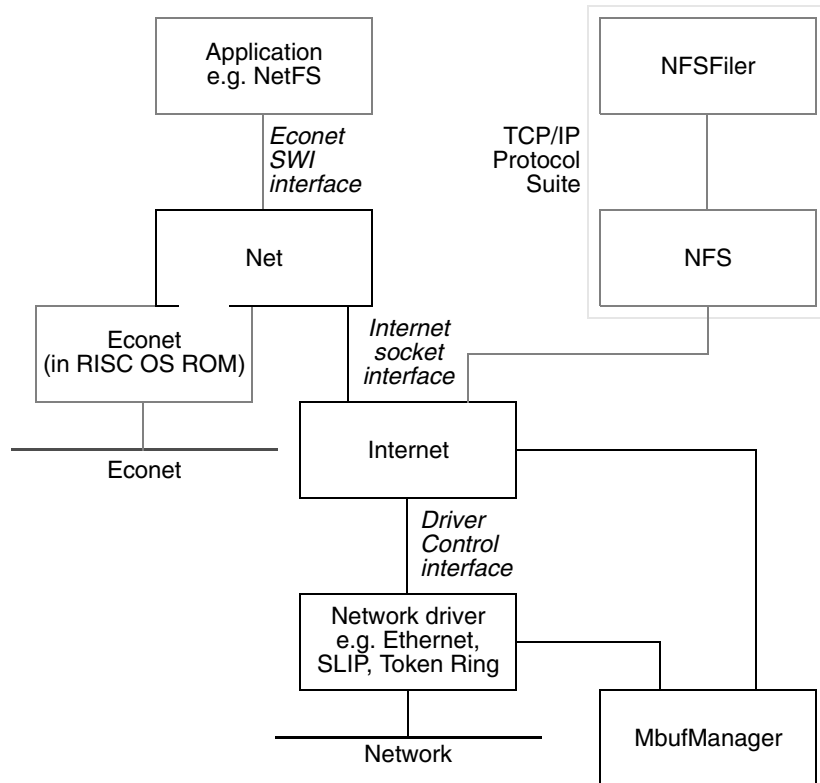 Application
e.g. NetFS
NFSFiler
Econet
SWI
interface
TCP/IP
Protocol
Suite
Net
NFS
Econet
(in RISC OS ROM)
Internet
socket
interface
Econet
Internet
Driver
Control
interface
Network driver
e.g. Ethernet,
SLIP, Token Ring
MbufManager
Network